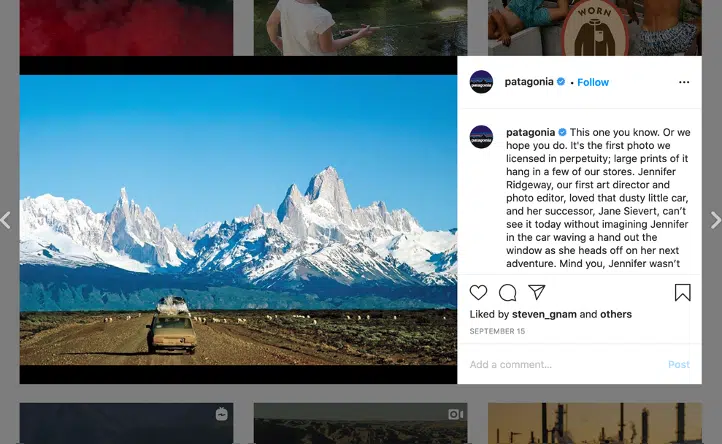 WORN
patagonia • Follow
patagonia This one you know. Or we
hope you do. It's the first photo we
licensed in perpetuity; large prints of it
hang in a few of our stores. Jennifer
Ridgeway, our first art director and
photo editor, loved that dusty little car,
and her successor, Jane Sievert, can't
see it today without imagining Jennifer
in the car waving a hand out the
window as she heads off on her next
adventure. Mind you, Jennifer wasn't
Liked by steven_gnam and others
SEPTEMBER 15
Add a comment... Post